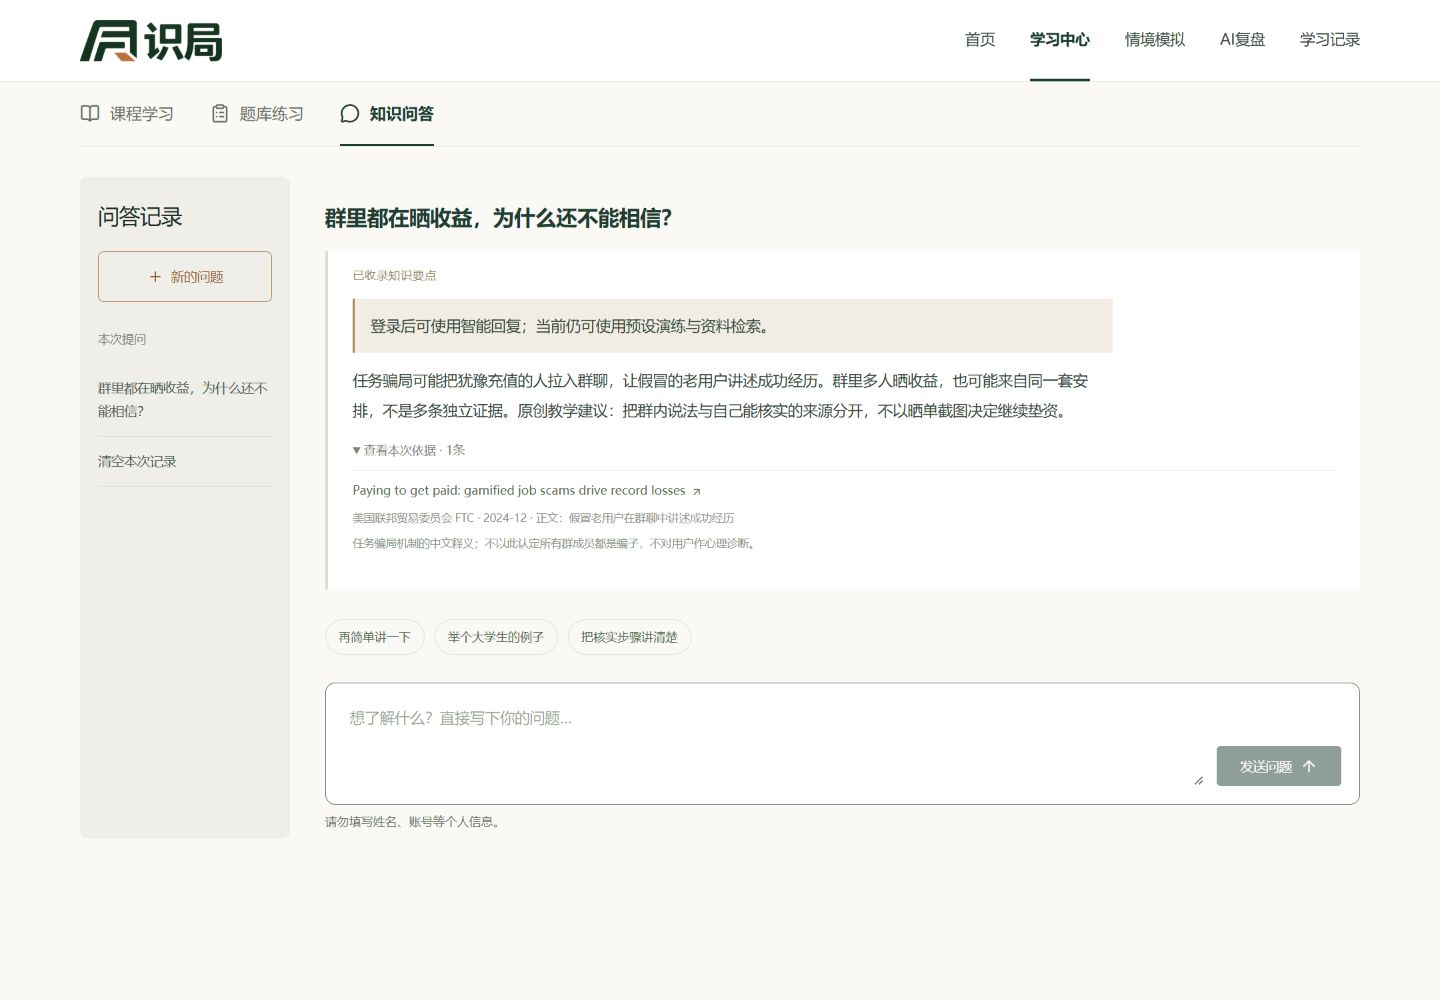 识局
首页
学习中心
情境模拟
AI复盘
学习记录
课程学习
题库练习
知识问答
问答记录
+ 新的问题
本次提问
群里都在晒收益，为什么还不
能相信？
清空本次记录
群里都在晒收益，为什么还不能相信？
已收录知识要点
登录后可使用智能回复；当前仍可使用预设演练与资料检索。
任务骗局可能把犹豫充值的人拉入群聊，让假冒的老用户讲述成功经历。群里多人晒收益，也可能来自同一套安
排，不是多条独立证据。原创教学建议：把群内说法与自己能核实的来源分开，不以晒单截图决定继续垫资。
▼查看本次依据 · 1条
Paying to get paid: gamified job scams drive record losses ↗
美国联邦贸易委员会 FTC · 2024-12 · 正文：假冒老用户在群聊中讲述成功经历
任务骗局机制的中文释义；不以此认定所有群成员都是骗子，不对用户作心理诊断。
再简单讲一下
举个大学生的例子
把核实步骤讲清楚
想了解什么？直接写下你的问题...
发送问题 ↑
请勿填写姓名、账号等个人信息。